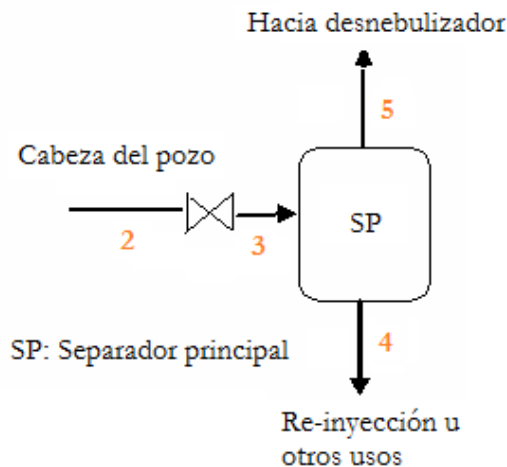 Hacia desnebulizador
5
Cabeza del pozo
SP
2
3
4
SP: Separador principal
Re-inyección u
otros usos